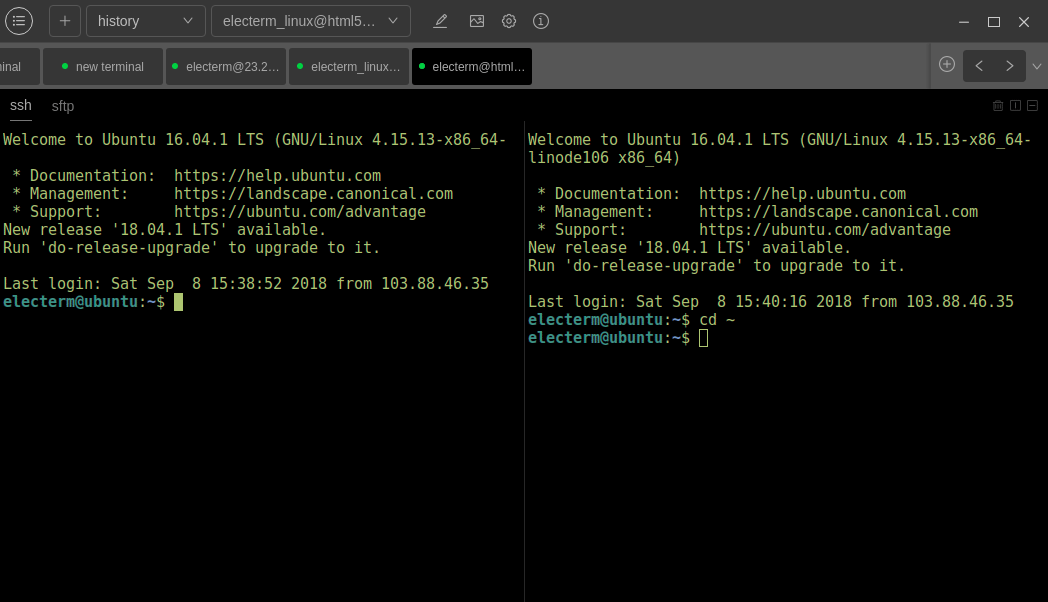 history electerm_linux@html5…
inal new terminal electerm@23.2… electerm_linux… electerm@html…
ssh sftp
Welcome to Ubuntu 16.04.1 LTS (GNU/Linux 4.15.13-x86_64-
* Documentation: https://help.ubuntu.com
* Management: https://landscape.canonical.com
* Support: https://ubuntu.com/advantage
New release '18.04.1 LTS' available.
Run 'do-release-upgrade' to upgrade to it.
Last login: Sat Sep 8 15:38:52 2018 from 103.88.46.35
electerm@ubuntu:~$
Welcome to Ubuntu 16.04.1 LTS (GNU/Linux 4.15.13-x86_64-
linode106 x86_64)
* Documentation: https://help.ubuntu.com
* Management: https://landscape.canonical.com
* Support: https://ubuntu.com/advantage
New release '18.04.1 LTS' available.
Run 'do-release-upgrade' to upgrade to it.
Last login: Sat Sep 8 15:40:16 2018 from 103.88.46.35
electerm@ubuntu:~$ cd ~
electerm@ubuntu:~$